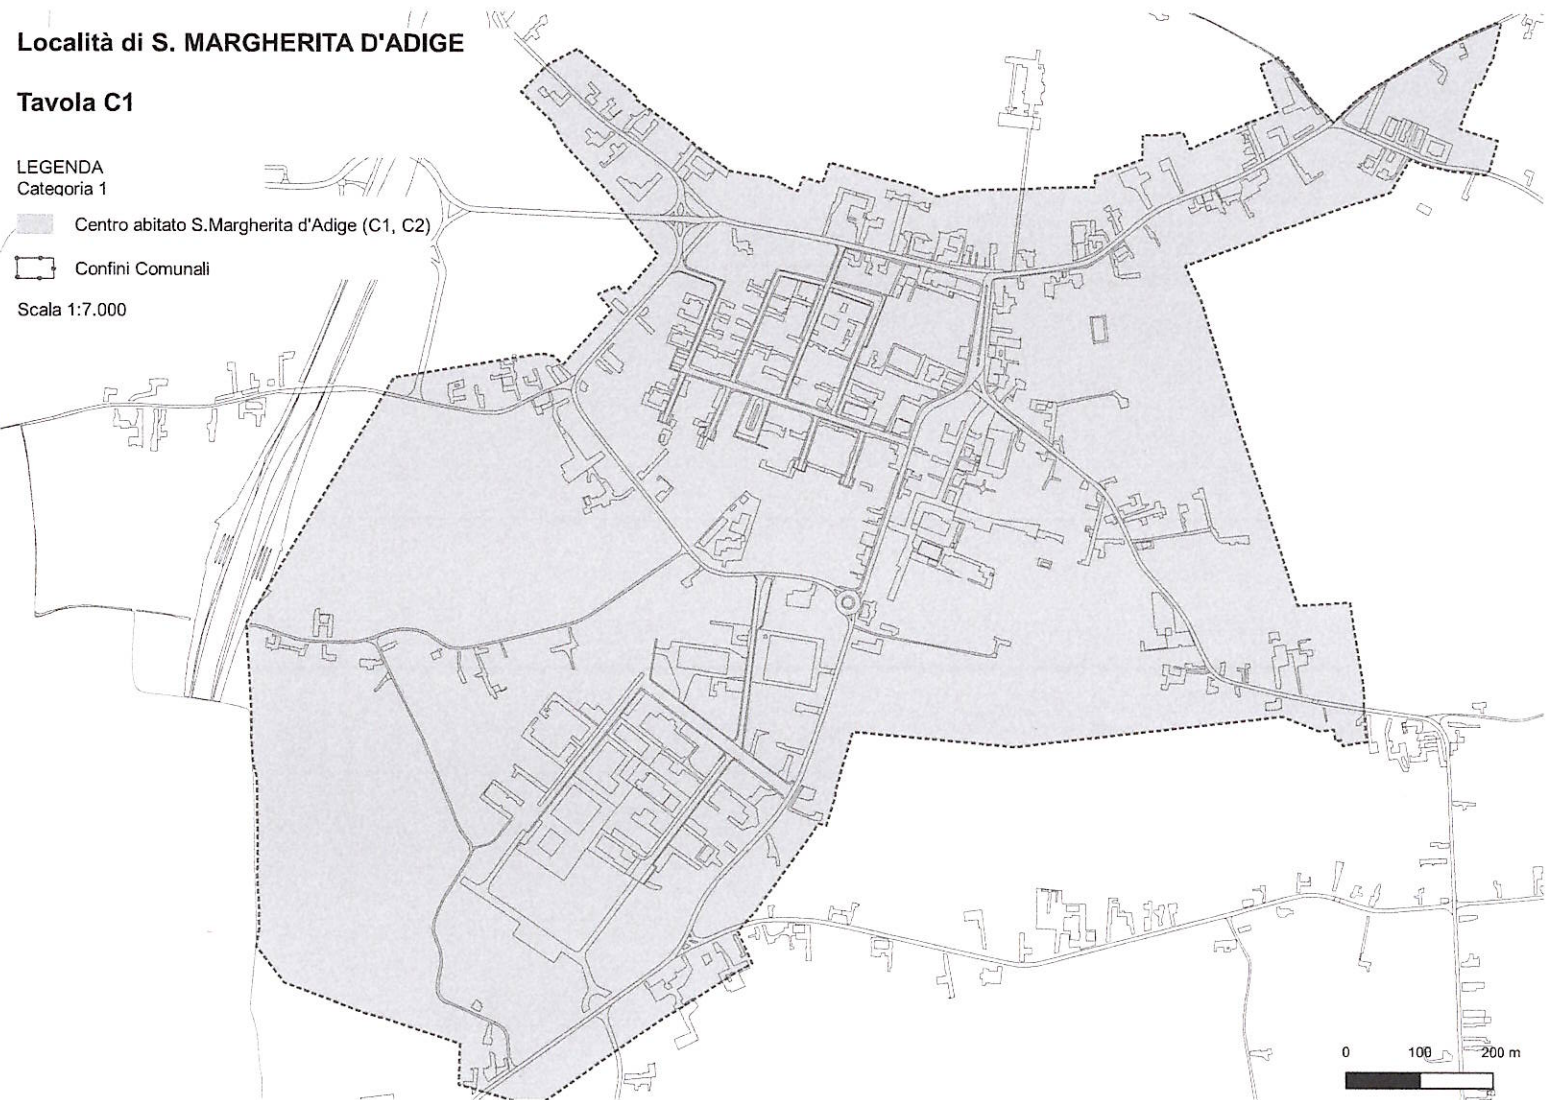 Località di S. MARGHERITA D'ADIGE
Tavola C1
LEGENDA
Categoria 1
Centro abitato S.Margherita d'Adige (C1, C2)
Confini Comunali
Scala 1:7.000
0 100 200 m